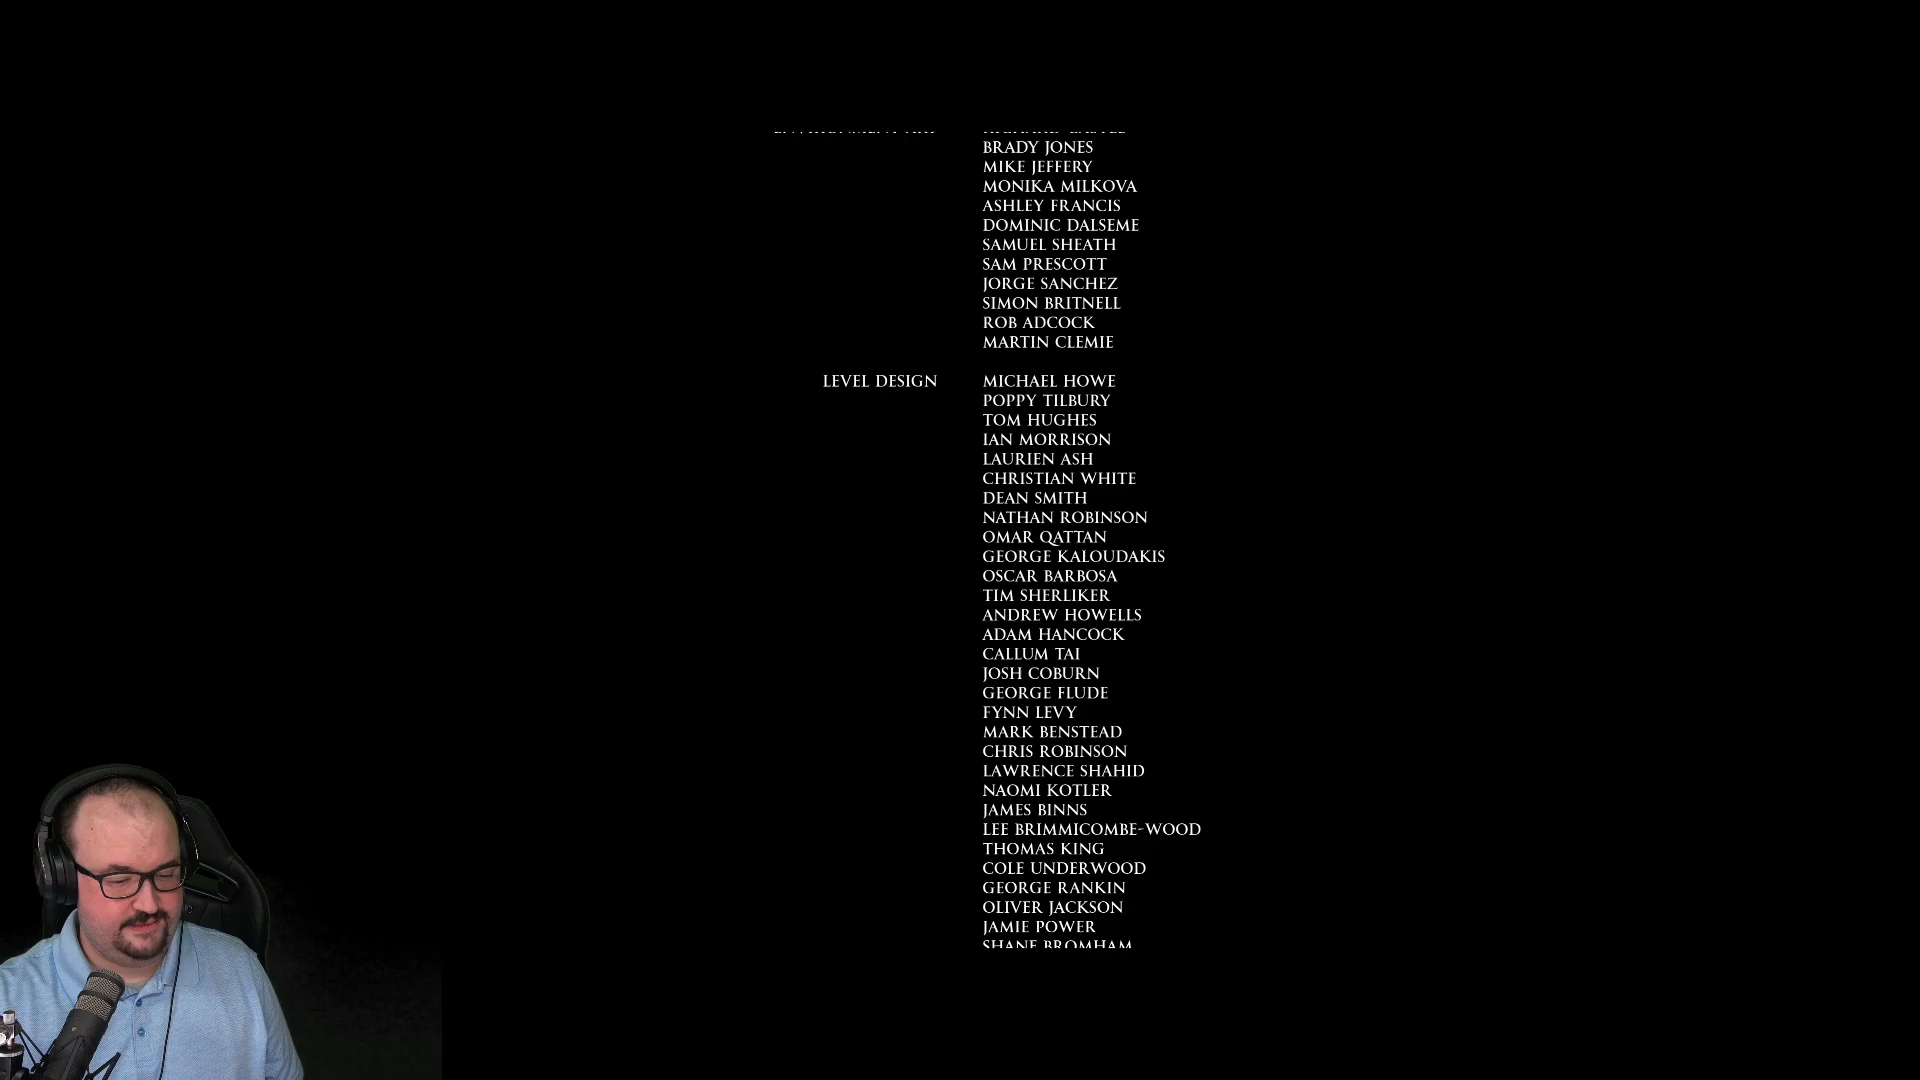 BRADY JONES
MIKE JEFFERY
MONIKA MILKOVA
ASHLEY FRANCIS
DOMINIC DALSEME
SAMUEL SHEATH
SAM PRESCOTT
JORGE SANCHEZ
SIMON BRITNELL
ROB ADCOCK
MARTIN CLEMIE
LEVEL DESIGN MICHAEL HOWE
POPPY TILBURY
TOM HUGHES
IAN MORRISON
LAURIEN ASH
CHRISTIAN WHITE
DEAN SMITH
NATHAN ROBINSON
OMAR QATTAN
GEORGE KALOUDAKIS
OSCAR BARBOSA
TIM SHERLIKER
ANDREW HOWELLS
ADAM HANCOCK
CALLUM TAI
JOSH COBURN
GEORGE FLUDE
FYNN LEVY
MARK BENSTEAD
CHRIS ROBINSON
LAWRENCE SHAHID
NAOMI KOTLER
JAMES BINNS
LEE BRIMMICOMBE-WOOD
THOMAS KING
COLE UNDERWOOD
GEORGE RANKIN
OLIVER JACKSON
JAMIE POWER
SHANE BROMHAM